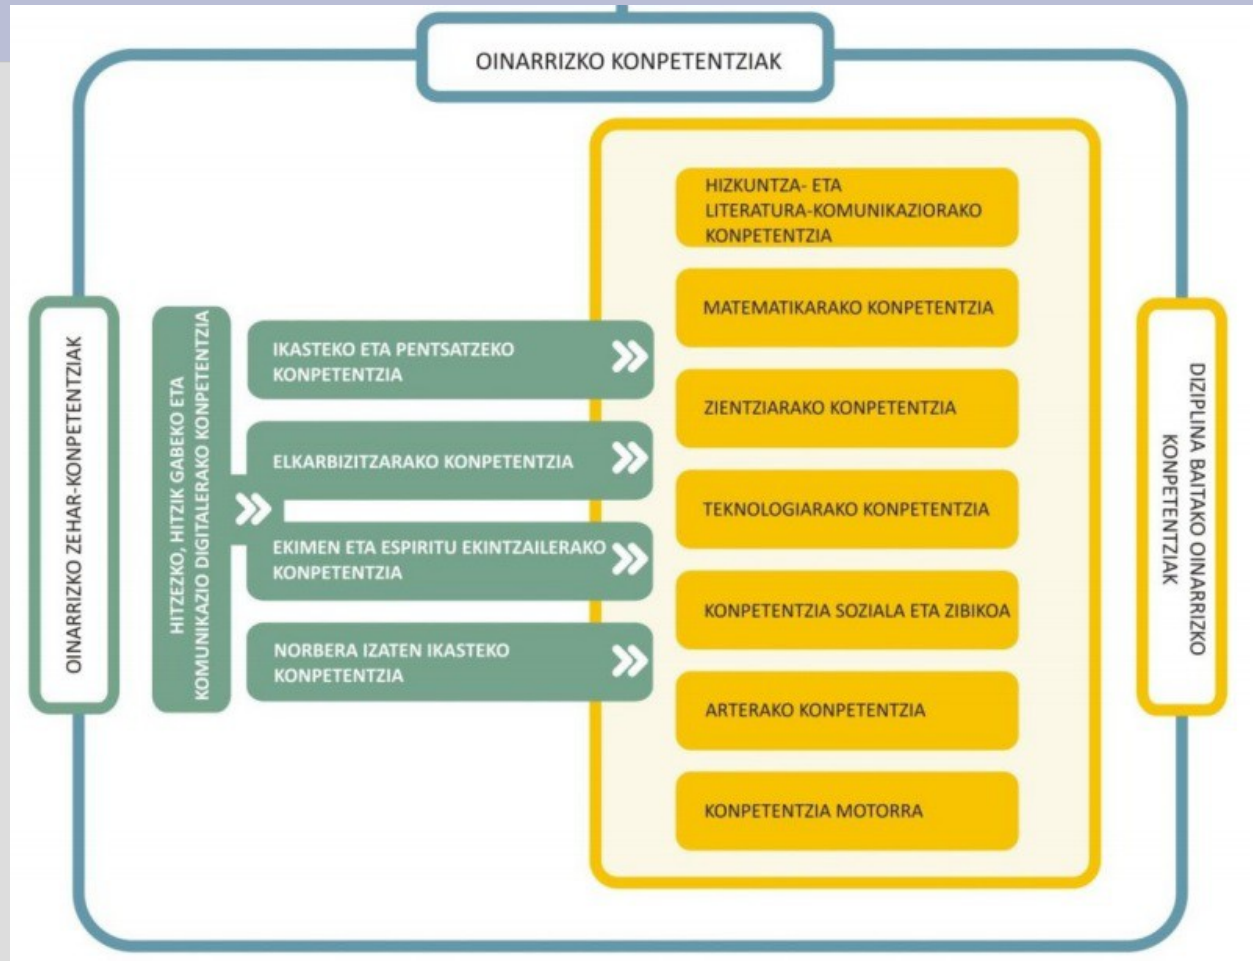 OINARRIZKO KONPETENTZIAK
OINARRIZKO ZEHAR-KONPETENTZIAK
HITZEZKO, HITZIK GABEKO ETA
KOMUNIKAZIO DIGITALERAKO KONPETENTZIA
IKASTEKO ETA PENTSATZEKO
KONPETENTZIA
ELKARBIZITZARAKO KONPETENTZIA
EKIMEN ETA ESPIRITU EKINTZAILERAKO
KONPETENTZIA
NORBERA IZATEN IKASTEKO
KONPETENTZIA
HIZKUNTZA- ETA
LITERATURA-KOMUNIKAZIORAKO
KONPETENTZIA
MATEMATIKARAKO KONPETENTZIA
ZIENTZIARAKO KONPETENTZIA
TEKNOLOGIARAKO KONPETENTZIA
KONPETENTZIA SOZIALA ETA ZIBIKOA
ARTERAKO KONPETENTZIA
KONPETENTZIA MOTORRA
DIZIPLINA BAITAKO OINARRIZKO
KONPETENTZIAK